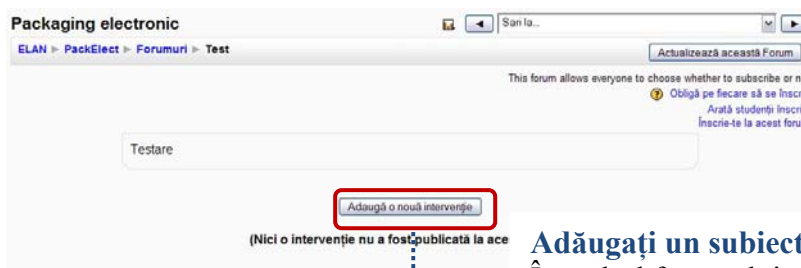 Packaging electronic
Sari la...
ELAN ► PackElect ► Forumuri ► Test
Actualizează această Forum
This forum allows everyone to choose whether to subscribe or n
Obligă pe fiecare să se înscr
Arată studenții înscri
Înscrie-te la acest foru
Testare
Adaugă o nouă intervenție
(Nici o intervenție nu a fost publicată la ace
Adăugați un subiect